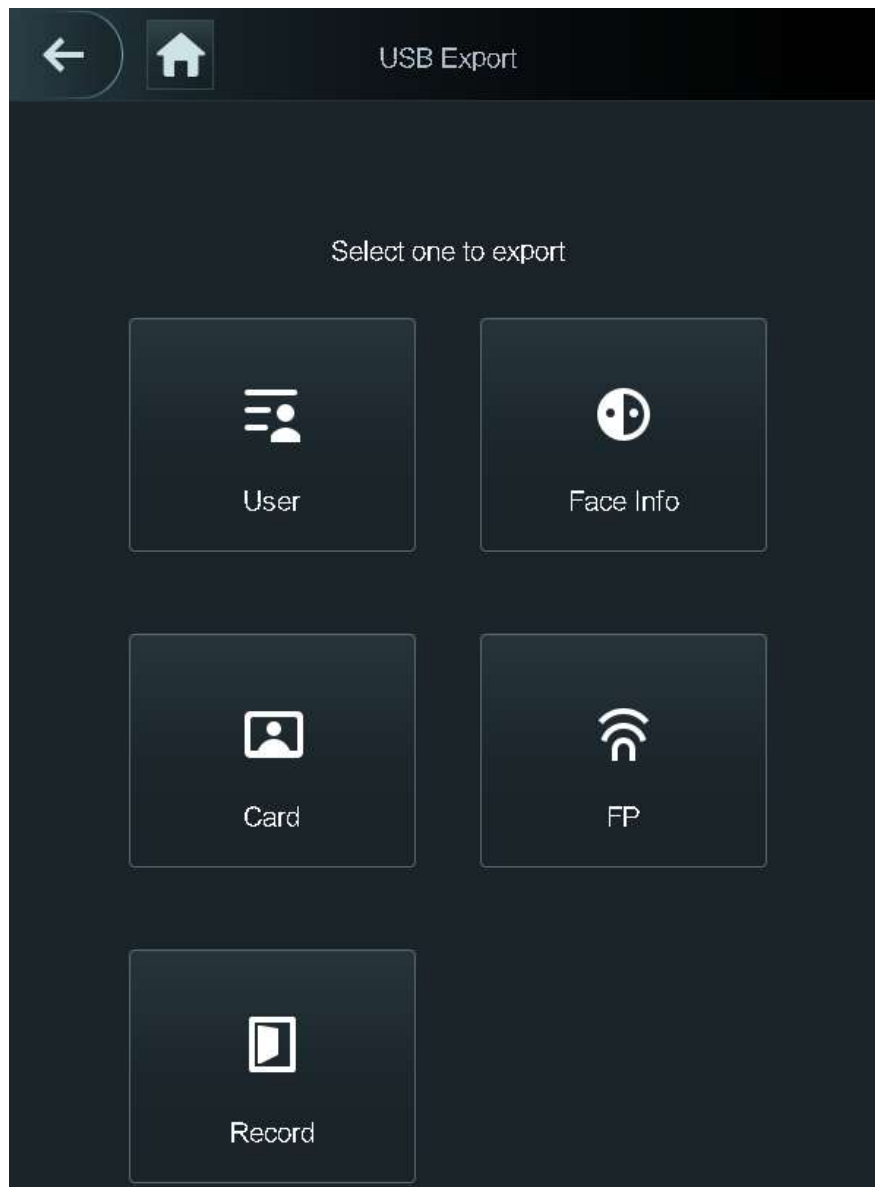 USB Export
Select one to export
User
Face Info
Card
FP
Record